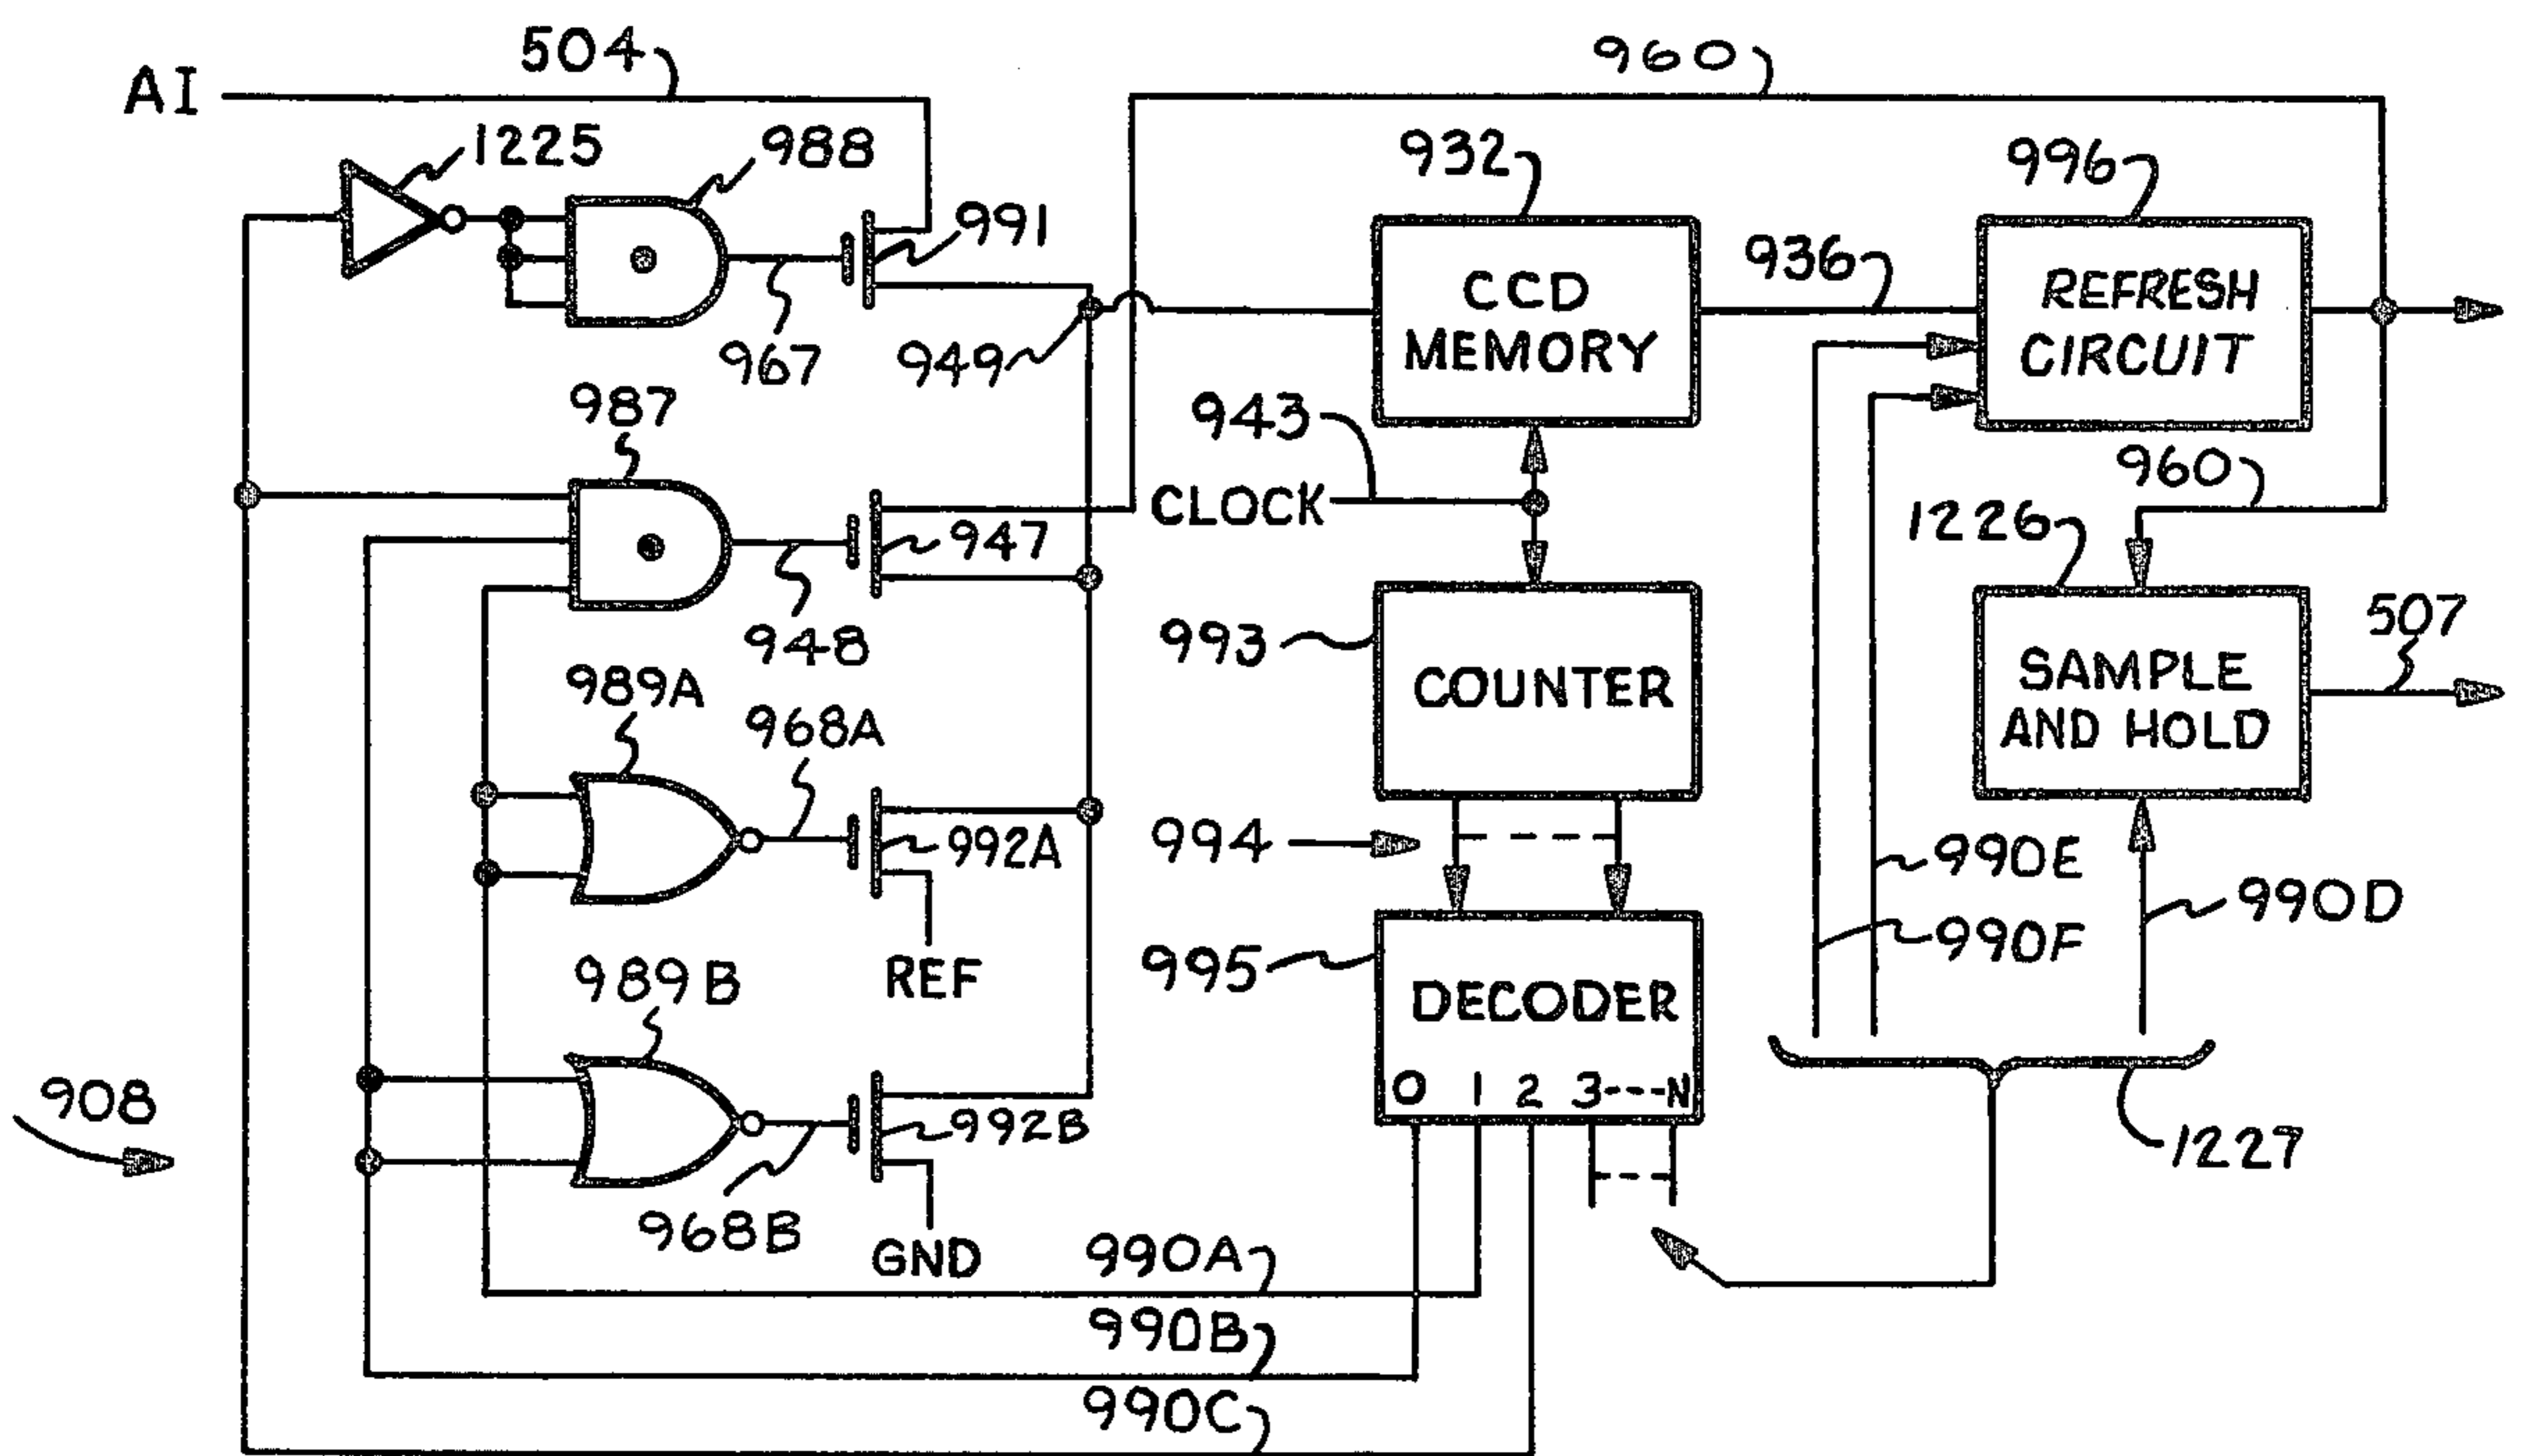 504
960
AI
1225
988
932
996
991
936
CCD
MEMORY
REFRESH
CIRCUIT
967
949
987
943
960
CLOCK
1226
947
948
993
507
COUNTER
SAMPLE
AND HOLD
989A
968A
994
992A
990E
990D
990F
REF
995
DECODER
989B
0 1 2 3---N
908
992B
1227
968B
GND
990A
990B
990C